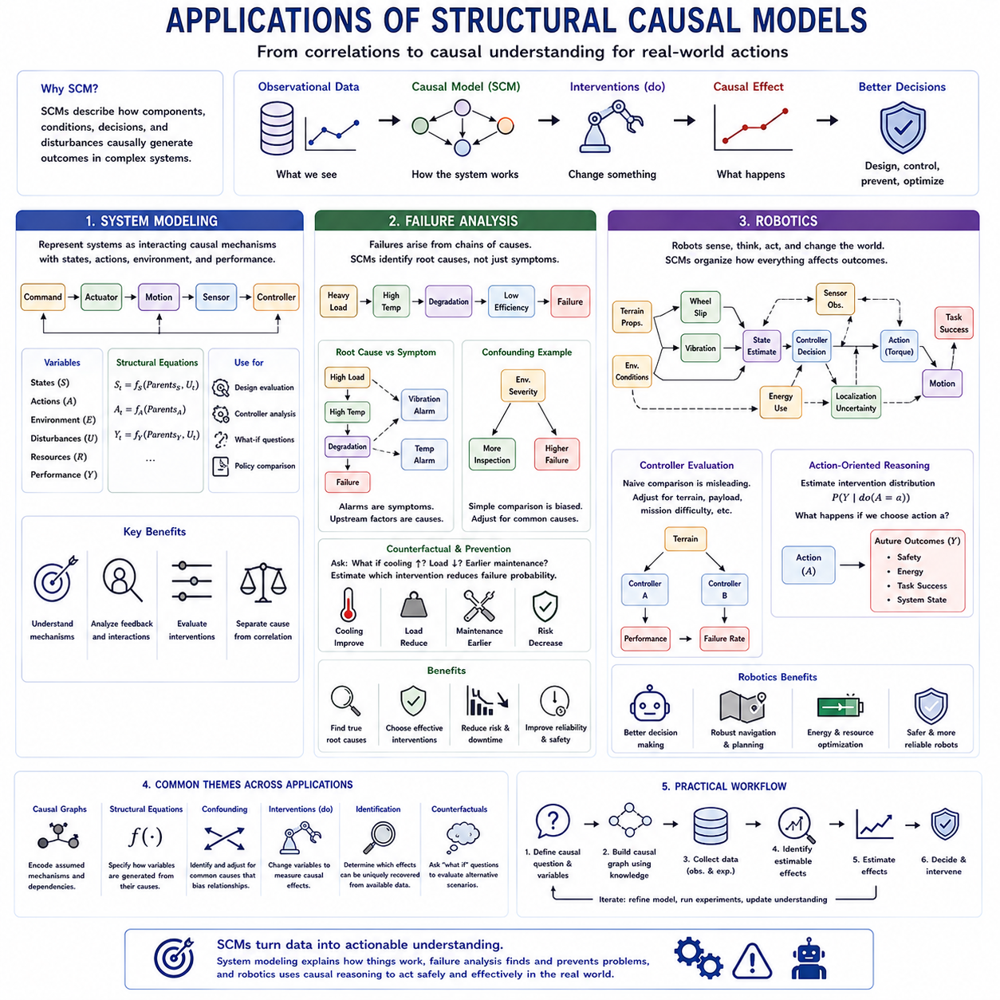 APPLICATIONS OF STRUCTURAL CAUSAL MODELS
From correlations to causal understanding for real-world actions
Why SCM?
SCMs describe how components,
conditions, decisions, and
disturbances causally generate
outcomes in complex systems.
Observational Data
What we see
Causal Model (SCM)
How the system works
Interventions (do)
Change something
Causal Effect
What happens
Better Decisions
Design, control,
prevent, optimize
1. SYSTEM MODELING
Represent systems as interacting causal mechanisms
with states, actions, environment, and performance.
Command
Actuator
Motion
Sensor
Controller
Variables
States (S)
Actions (A)
Environment (E)
Disturbances (U)
Resources (R)
Performance (Y)
Structural Equations
S_t = f_S(Parents_S, U_t)
A_t = f_A(Parents_A)
Y_t = f_Y(Parents_Y, U_t)
...
Use for
Design evaluation
Controller analysis
What-if questions
Policy comparison
Key Benefits
Understand
mechanisms
Analyze feedback
and interactions
Evaluate
interventions
Separate cause
from correlation
2. FAILURE ANALYSIS
Failures arise from chains of causes.
SCMs identify root causes, not just symptoms.
Heavy
Load
High
Temp
Degradation
Low
Efficiency
Failure
Root Cause vs Symptom
High Load
High Temp
Degradation
Failure
Vibration
Alarm
Temp
Alarm
Alarms are symptoms.
Upstream factors are causes.
Confounding Example
Env.
Severity
More
Inspection
Higher
Failure
Simple comparison is biased.
Adjust for common causes.
Counterfactual & Prevention
Ask: What if cooling ↑? Load ↓? Earlier maintenance?
Estimate which intervention reduces failure probability.
Cooling
Improve
Load
Reduce
Maintenance
Earlier
Risk
Decrease
Benefits
Find true
root causes
Choose effective
interventions
Reduce risk &
downtime
Improve reliability
& safety
3. ROBOTICS
Robots sense, think, act, and change the world.
SCMs organize how everything affects outcomes.
Terrain
Props.
Env.
Conditions
Wheel
Slip
Vibration
State
Estimate
Sensor
Obs.
Controller
Decision
Energy
Use
Localization
Uncertainty
Action
(Torque)
Task
Success
Motion
Controller Evaluation
Naive comparison is misleading.
Adjust for terrain, payload,
mission difficulty, etc.
Terrain
Controller
A
Controller
B
Performance
Failure Rate
Action-Oriented Reasoning
Estimate intervention distribution
P(Y | do(A = a))
What happens if we choose action a?
Action
(A)
Auture Outcomes (Y)
• Safety
• Energy
• Task Success
• System State
Robotics Benefits
Better decision
making
Robust navigation
& planning
Energy & resource
optimization
Safer & more
reliable robots
4. COMMON THEMES ACROSS APPLICATIONS
Causal Graphs
Encode assumed
mechanisms and
dependencies.
Structural Equations
f(·)
Specify how variables
are generated from
their causes.
Confounding
Identify and adjust for
common causes that
bias relationships.
Interventions (do)
Change variables to
measure causal
effects.
Identification
Determine which effects
can be uniquely recovered
from available data.
Counterfactuals
Ask "what if" questions
to evaluate alternative
scenarios.
5. PRACTICAL WORKFLOW
?
1. Define causal
question &
variables
2. Build causal
graph using
knowledge
3. Collect data
(obs. & exp.)
4. Identify
estimable
effects
5. Estimate
effects
6. Decide &
intervene
Iterate: refine model, run experiments, update understanding
SCMs turn data into actionable understanding.
System modeling explains how things work, failure analysis finds and prevents problems,
and robotics uses causal reasoning to act safely and effectively in the real world.